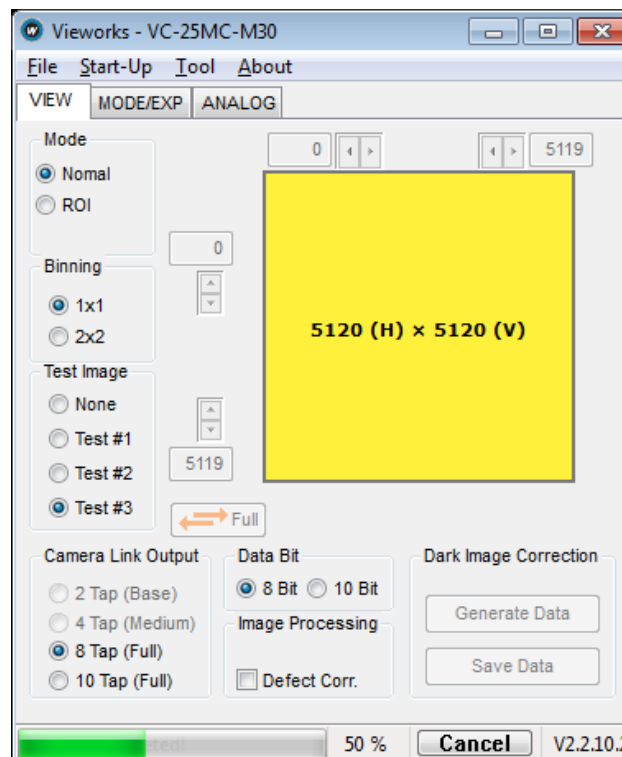 Vieworks - VC-25MC-M30
File Start-Up Tool About
VIEW MODE/EXP ANALOG
Mode
0
5119
Nomal
ROI
0
Binning
1x1
2x2
5120 (H) × 5120 (V)
Test Image
None
Test #1
Test #2
5119
Test #3
Full
Camera Link Output
Data Bit
Dark Image Correction
2 Tap (Base)
8 Bit 10 Bit
Generate Data
4 Tap (Medium)
Image Processing
8 Tap (Full)
Save Data
10 Tap (Full)
Defect Corr.
50 % Cancel V2.2.10.